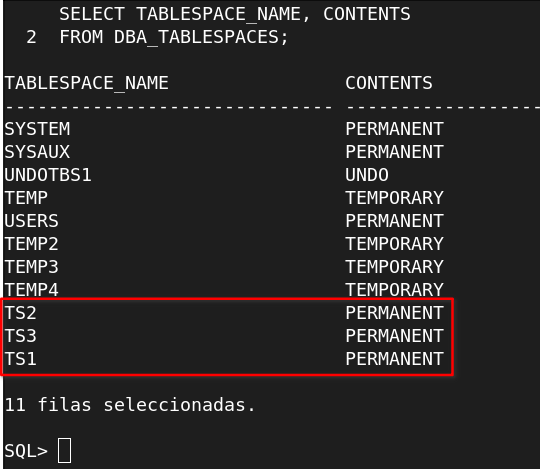 SELECT TABLESPACE_NAME, CONTENTS
2 FROM DBA_TABLESPACES;
TABLESPACE_NAME CONTENTS
------------------------------ ------------------
SYSTEM PERMANENT
SYSAUX PERMANENT
UNDOTBS1 UNDO
TEMP TEMPORARY
USERS PERMANENT
TEMP2 TEMPORARY
TEMP3 TEMPORARY
TEMP4 TEMPORARY
TS2 PERMANENT
TS3 PERMANENT
TS1 PERMANENT
11 filas seleccionadas.
SQL>